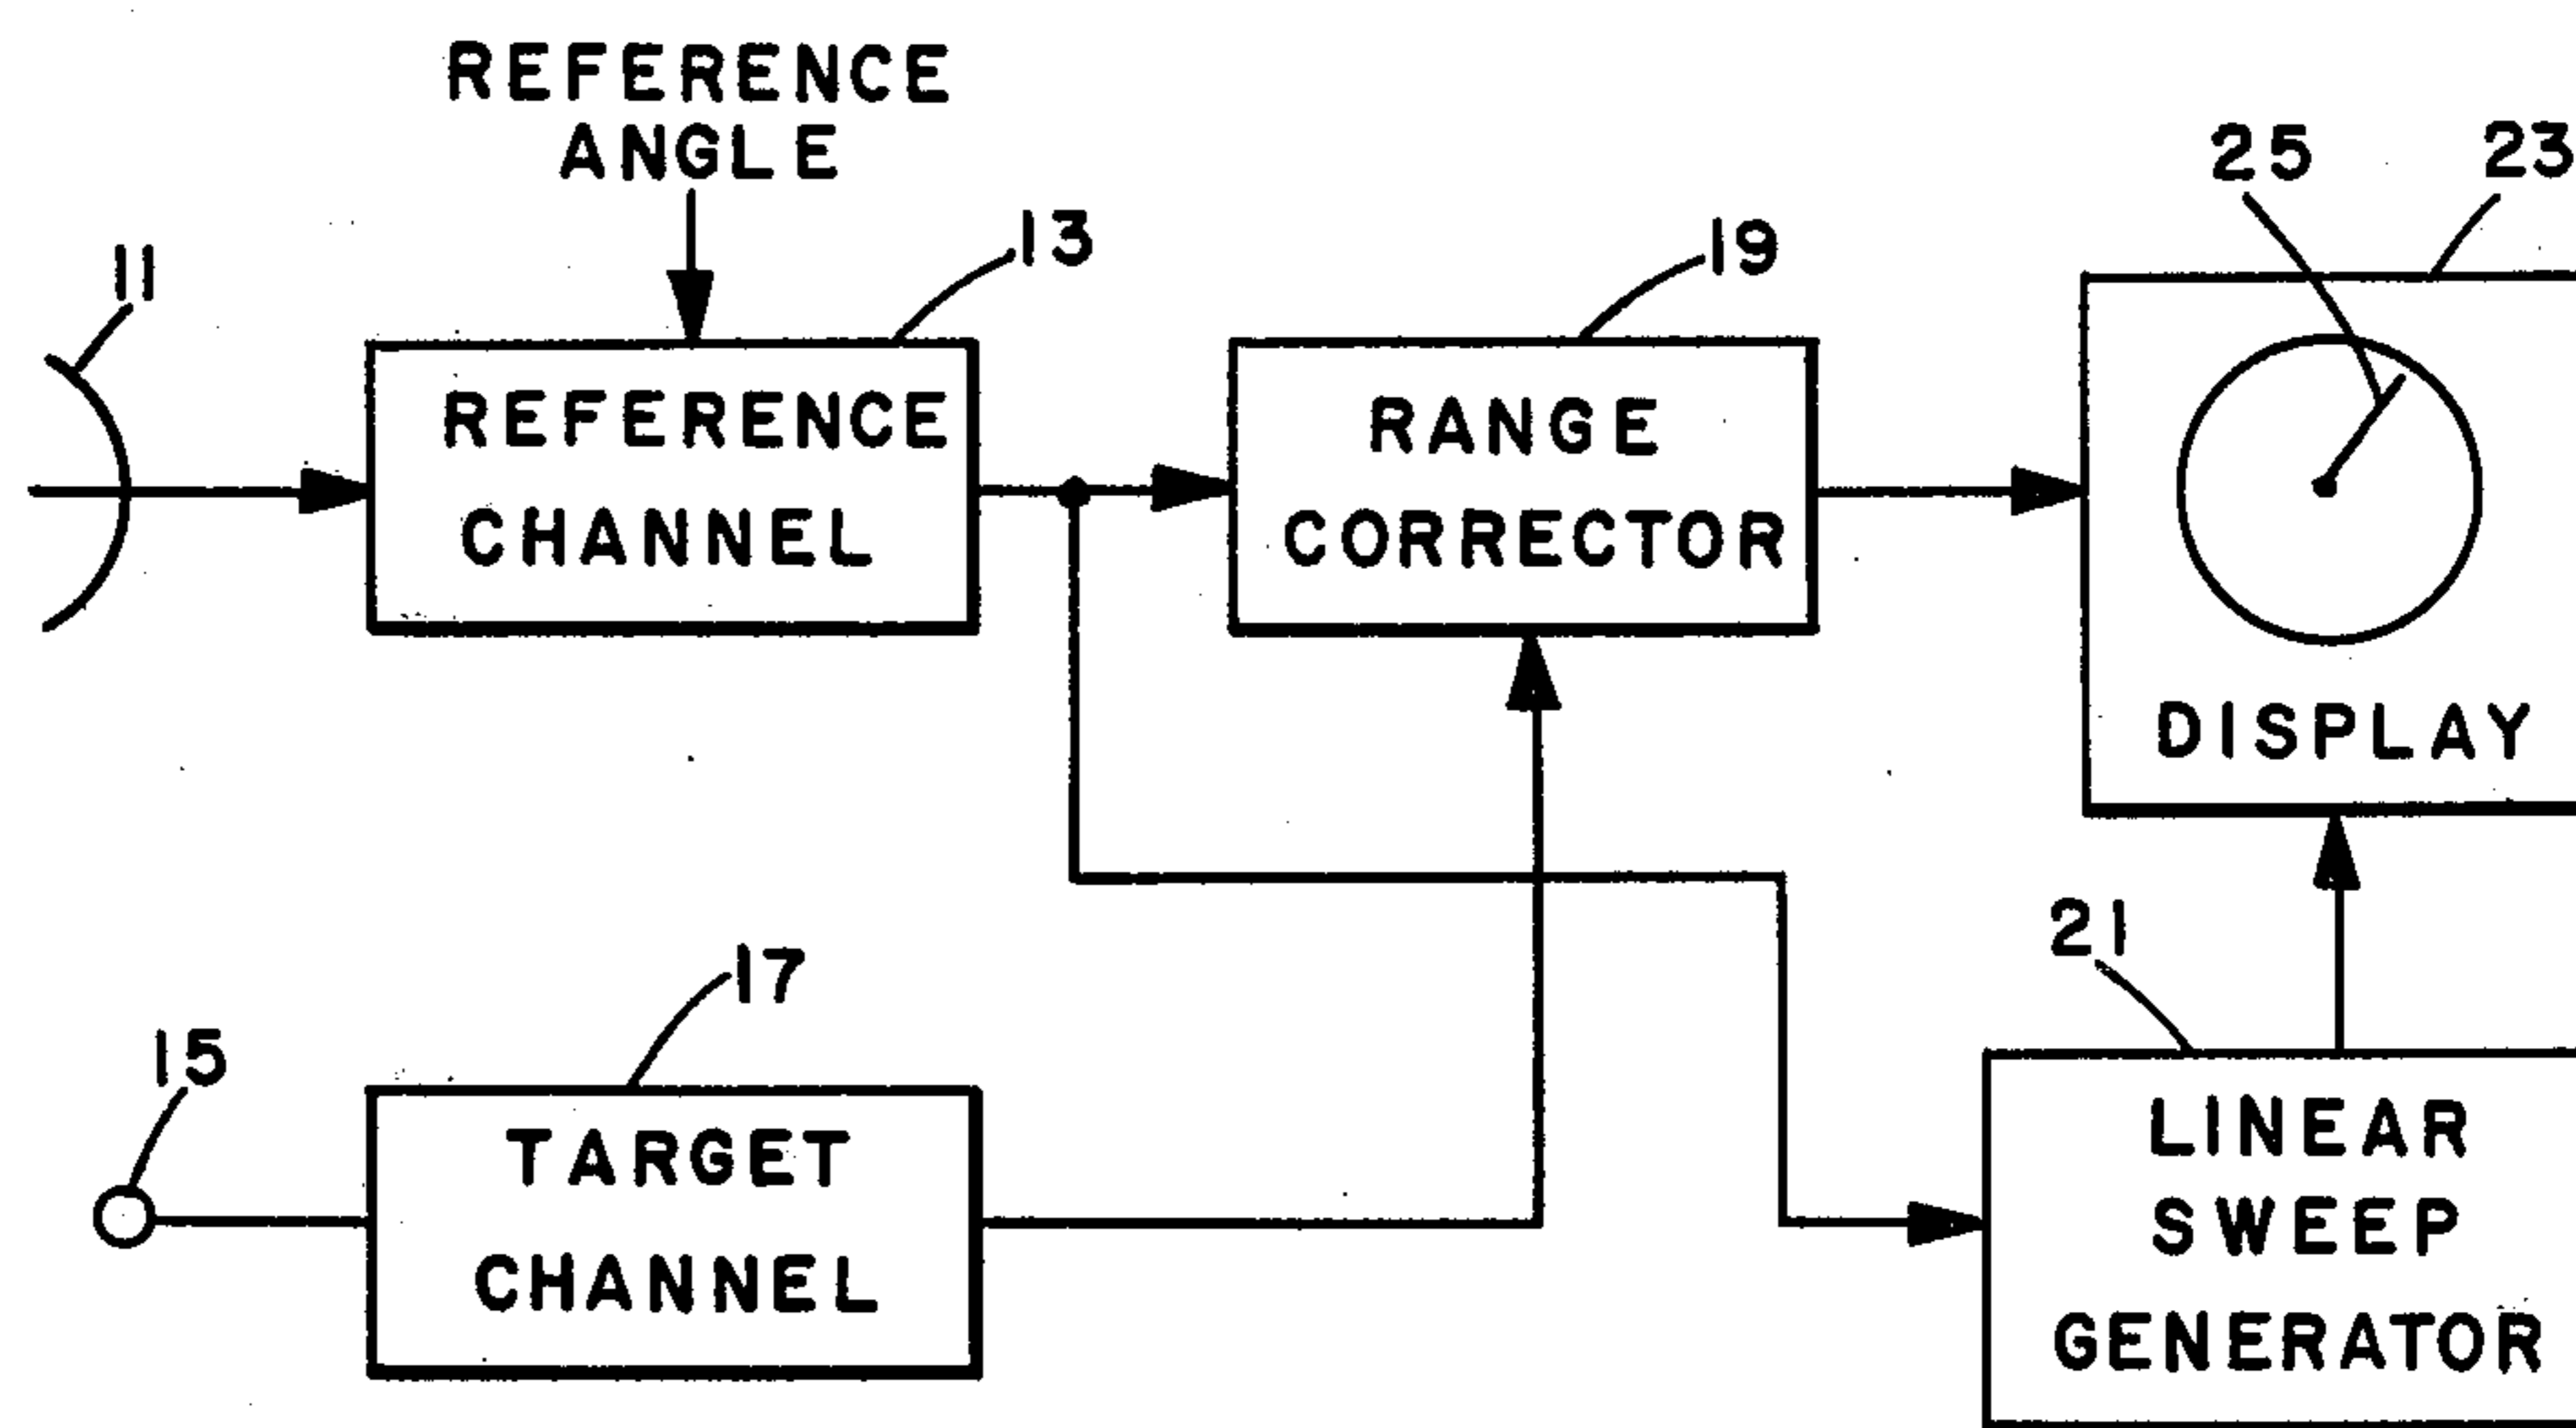 REFERENCE
ANGLE
11
13
19
25
23
REFERENCE
CHANNEL
RANGE
CORRECTOR
DISPLAY
15
17
21
TARGET
CHANNEL
LINEAR
SWEEP
GENERATOR